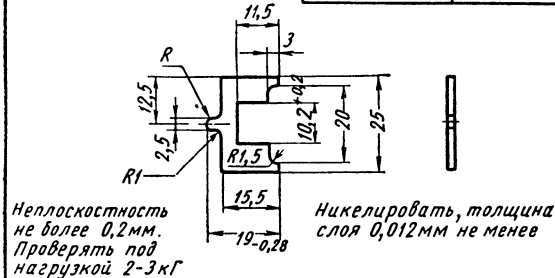 11,5
3
R
12,5
2,5
R1
10,2+0,2
20
25
R1,5
15,5
19-0,28
Неплоскостность
не более 0,2мм.
Проверять под
нагрузкой 2-3кГ
Никелировать, толщина
слоя 0,012мм не менее